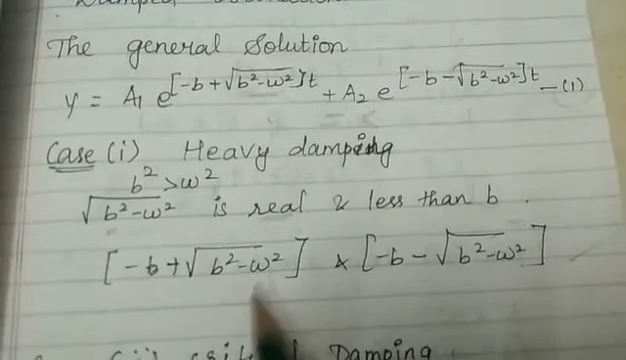 The general Solution
y = A₁ e^[-b + √b²-ω²]t + A₂ e^[-b - √b²-ω²]t — (1)
Case (i) Heavy damping
b² > ω²
√b²-ω² is real & less than b .
[-b + √b²-ω²] & [-b - √b²-ω²]
Damping